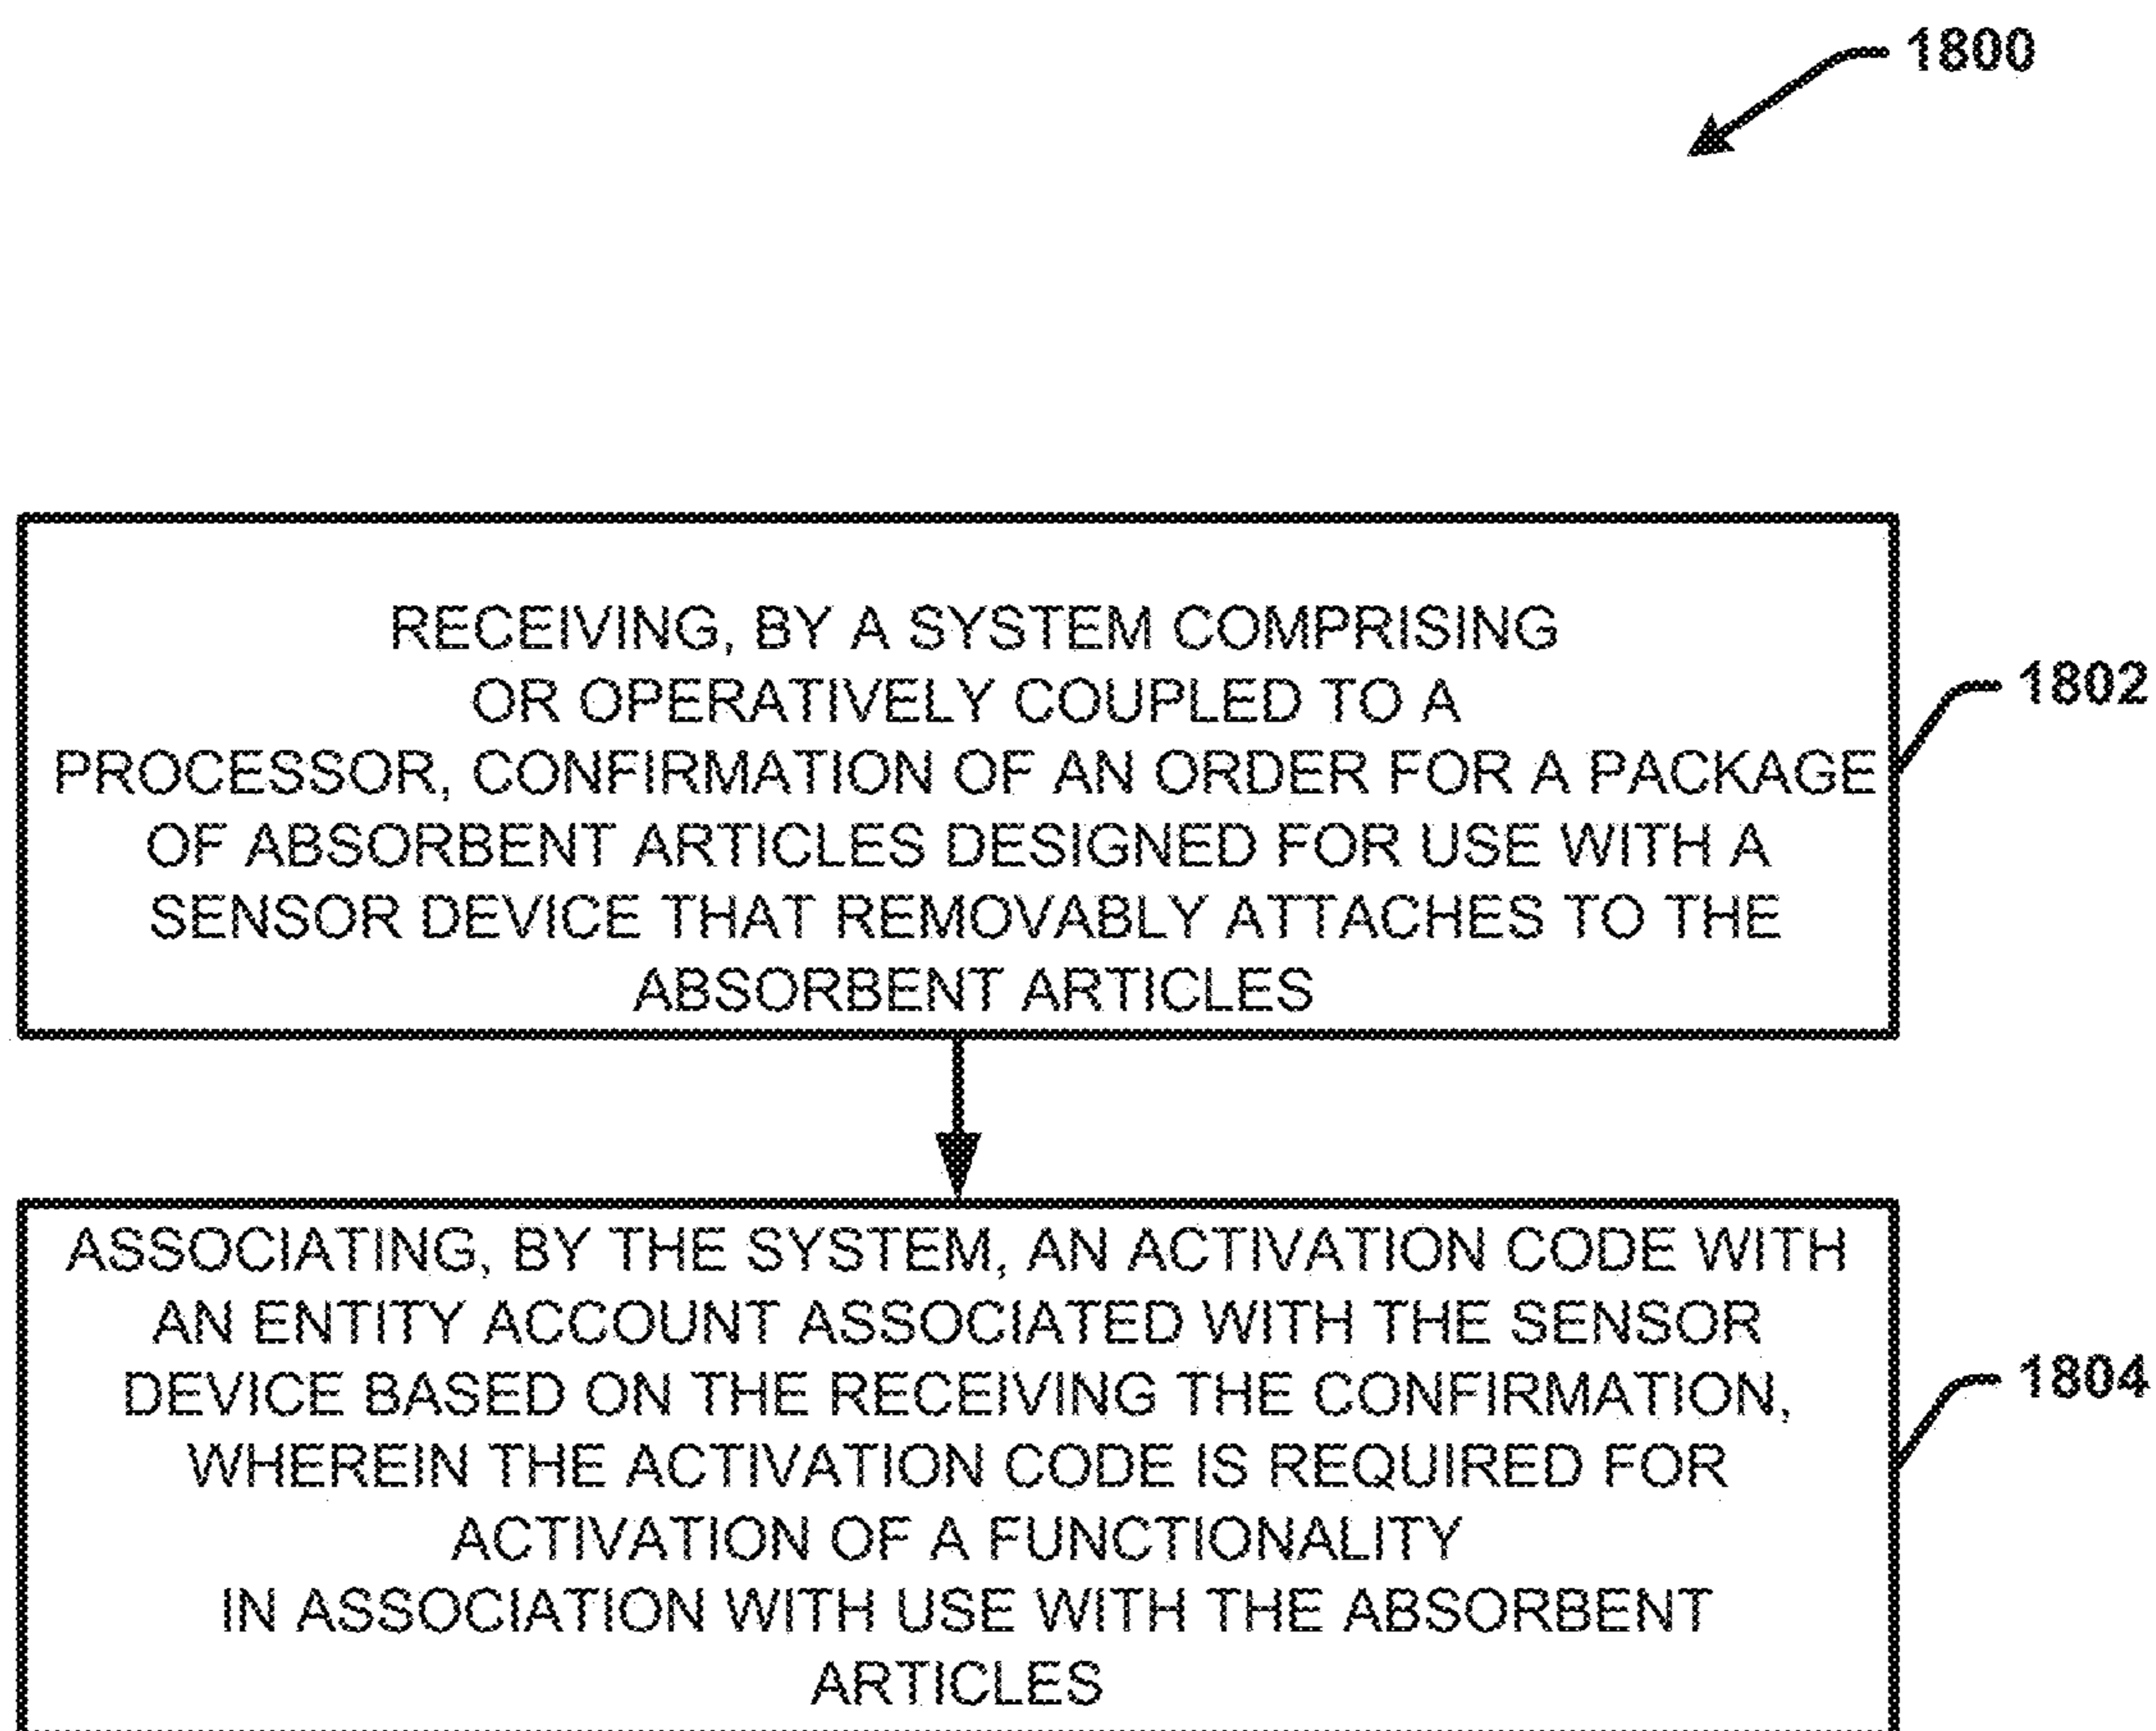 1800
RECEIVING, BY A SYSTEM COMPRISING
OR OPERATIVELY COUPLED TO A
PROCESSOR, CONFIRMATION OF AN ORDER FOR A PACKAGE
OF ABSORBENT ARTICLES DESIGNED FOR USE WITH A
SENSOR DEVICE THAT REMOVABLY ATTACHES TO THE
ABSORBENT ARTICLES
1802
ASSOCIATING, BY THE SYSTEM, AN ACTIVATION CODE WITH
AN ENTITY ACCOUNT ASSOCIATED WITH THE SENSOR
DEVICE BASED ON THE RECEIVING THE CONFIRMATION,
WHEREIN THE ACTIVATION CODE IS REQUIRED FOR
ACTIVATION OF A FUNCTIONALITY
IN ASSOCIATION WITH USE WITH THE ABSORBENT
ARTICLES
1804